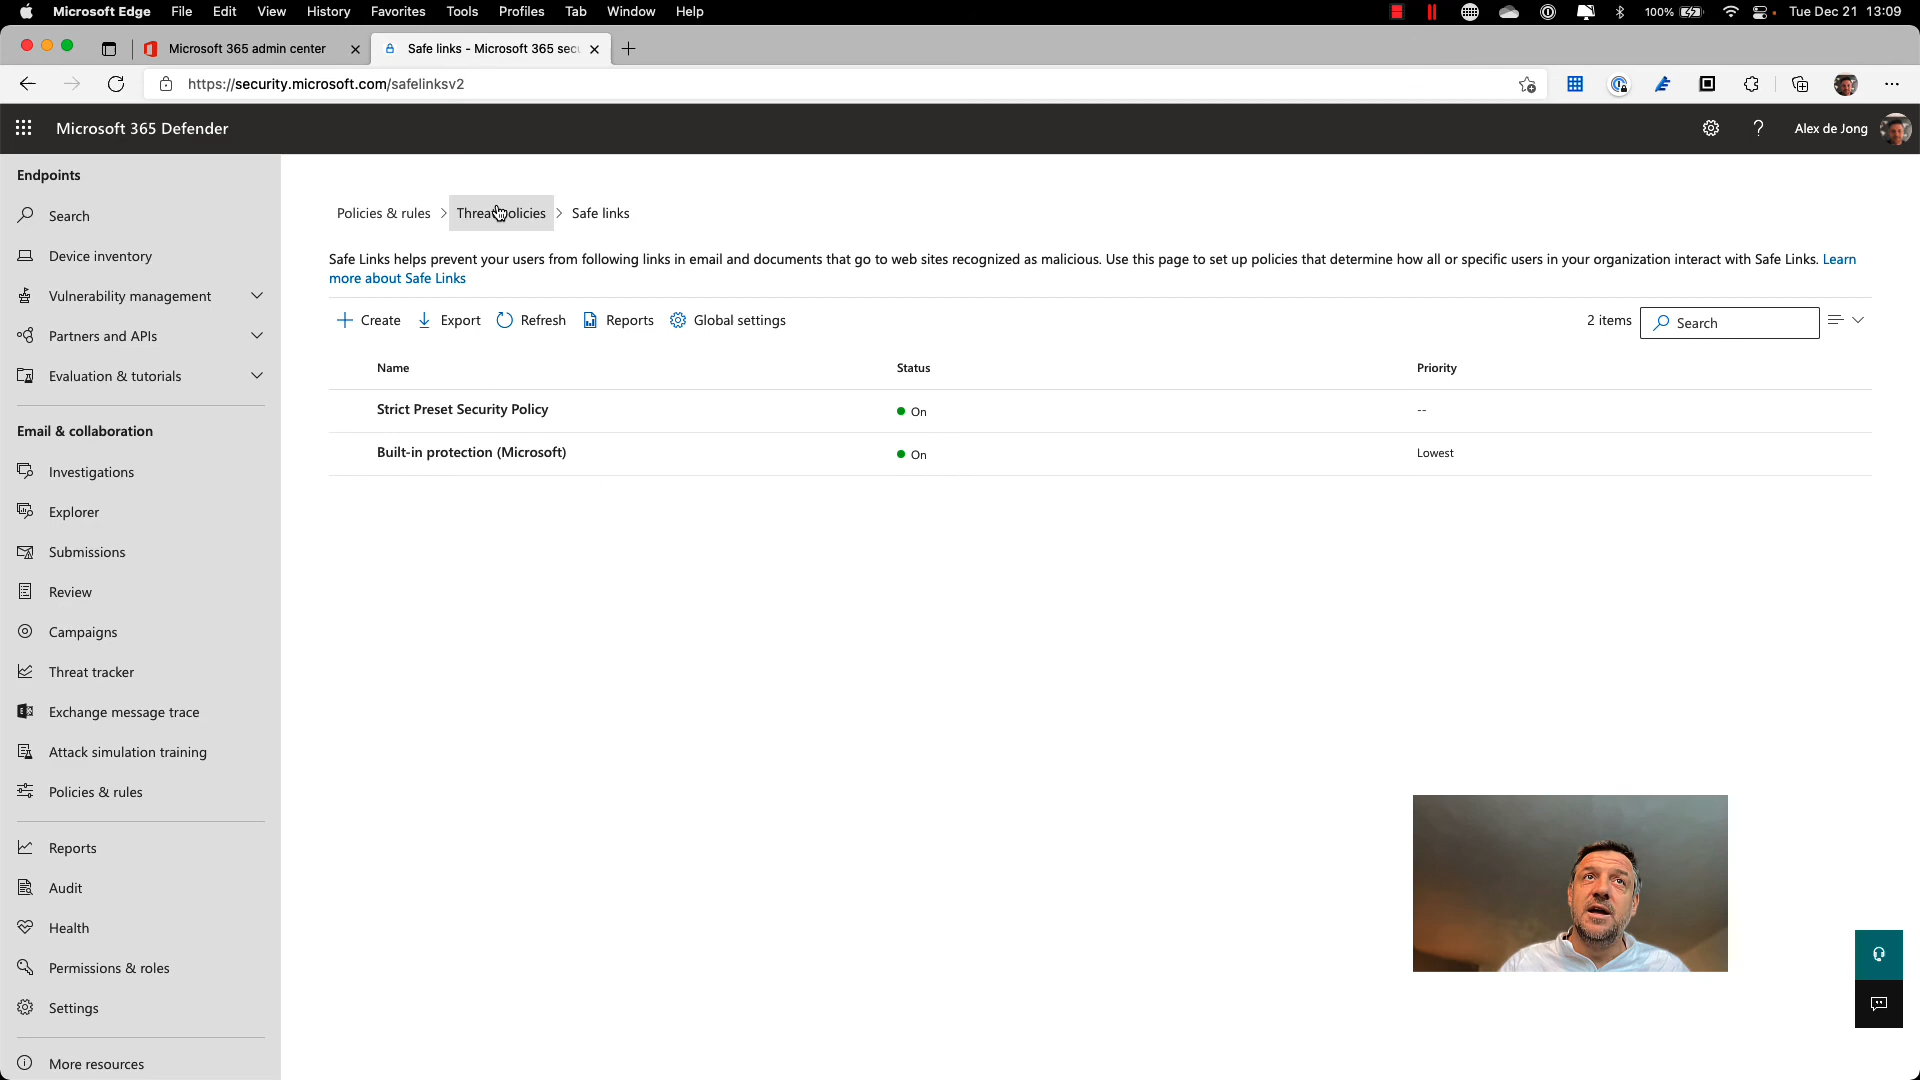 Microsoft Edge File Edit View History Favorites Tools Profiles Tab Window Help 100% Tue Dec 21 13:09
Microsoft 365 admin center Safe links - Microsoft 365 sec
https://security.microsoft.com/safelinksv2
Microsoft 365 Defender ? Alex de Jong
Endpoints
Search
Device inventory
Vulnerability management
Partners and APIs
Evaluation & tutorials
Email & collaboration
Investigations
Explorer
Submissions
Review
Campaigns
Threat tracker
Exchange message trace
Attack simulation training
Policies & rules
Reports
Audit
Health
Permissions & roles
Settings
More resources
Policies & rules > Threat policies > Safe links
Safe Links helps prevent your users from following links in email and documents that go to web sites recognized as malicious. Use this page to set up policies that determine how all or specific users in your organization interact with Safe Links. Learn
more about Safe Links
Create Export Refresh Reports Global settings 2 items Search
Name Status Priority
Strict Preset Security Policy On --
Built-in protection (Microsoft) On Lowest